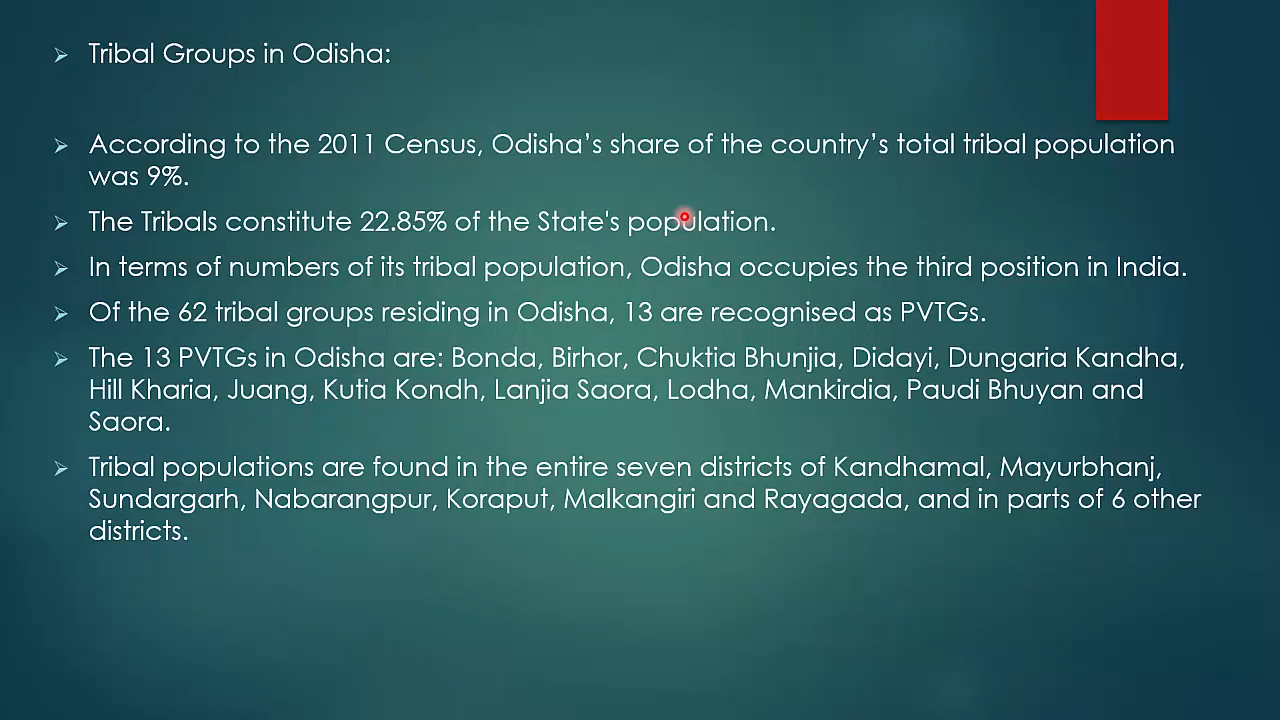 Tribal Groups in Odisha:
According to the 2011 Census, Odisha’s share of the country’s total tribal population
was 9%.
The Tribals constitute 22.85% of the State's population.
In terms of numbers of its tribal population, Odisha occupies the third position in India.
Of the 62 tribal groups residing in Odisha, 13 are recognised as PVTGs.
The 13 PVTGs in Odisha are: Bonda, Birhor, Chuktia Bhunjia, Didayi, Dungaria Kandha,
Hill Kharia, Juang, Kutia Kondh, Lanjia Saora, Lodha, Mankirdia, Paudi Bhuyan and
Saora.
Tribal populations are found in the entire seven districts of Kandhamal, Mayurbhanj,
Sundargarh, Nabarangpur, Koraput, Malkangiri and Rayagada, and in parts of 6 other
districts.